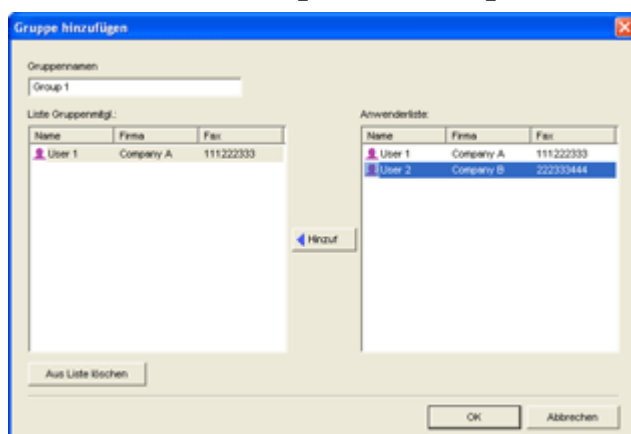 Gruppe hinzufügen
Gruppennamen
Group 1
Liste Gruppenmitgl.:
Name Firma Fax
User 1 Company A 111222333
Hinzuf
Anwenderliste:
Name Firma Fax
User 1 Company A 111222333
User 2 Company B 222333444
Aus Liste löschen
OK Abbrechen